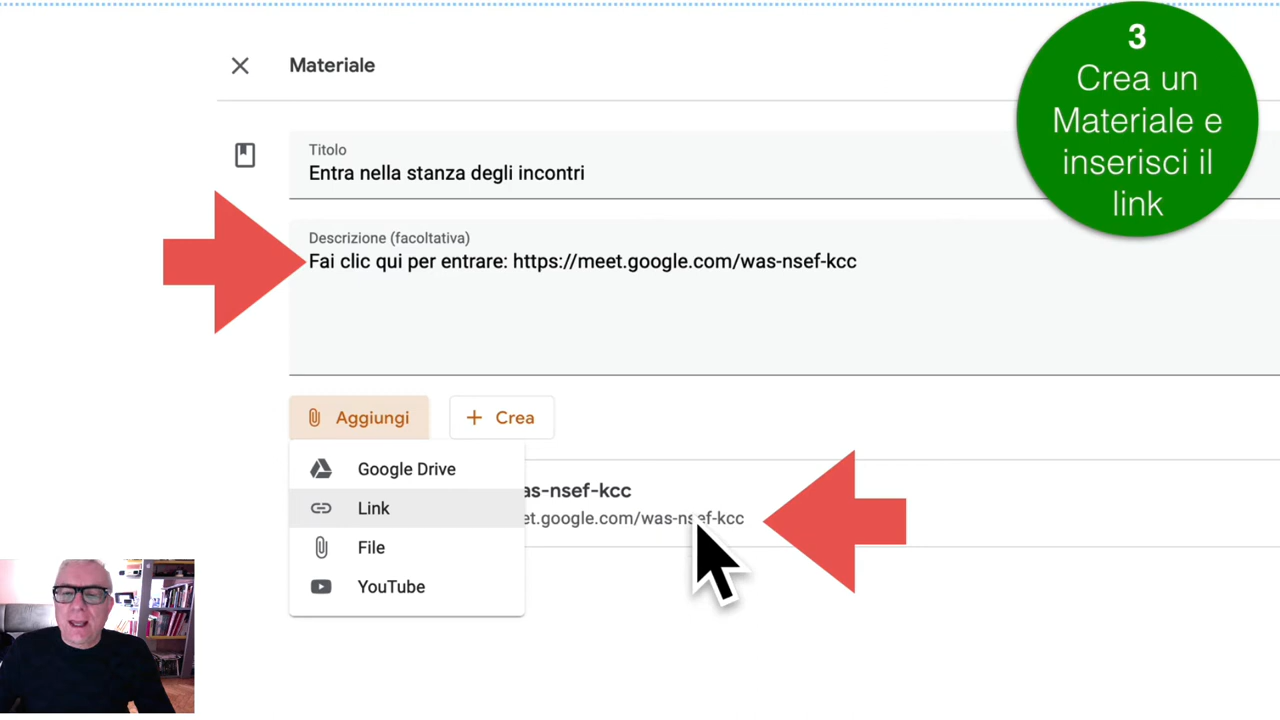 3
Crea un
Materiale e
inserisci il
link
Materiale
Titolo
Entra nella stanza degli incontri
Descrizione (facoltativa)
Fai clic qui per entrare: https://meet.google.com/was-nsef-kcc
Aggiungi
+ Crea
Google Drive
Link
File
YouTube
as-nsef-kcc
et.google.com/was-nsef-kcc